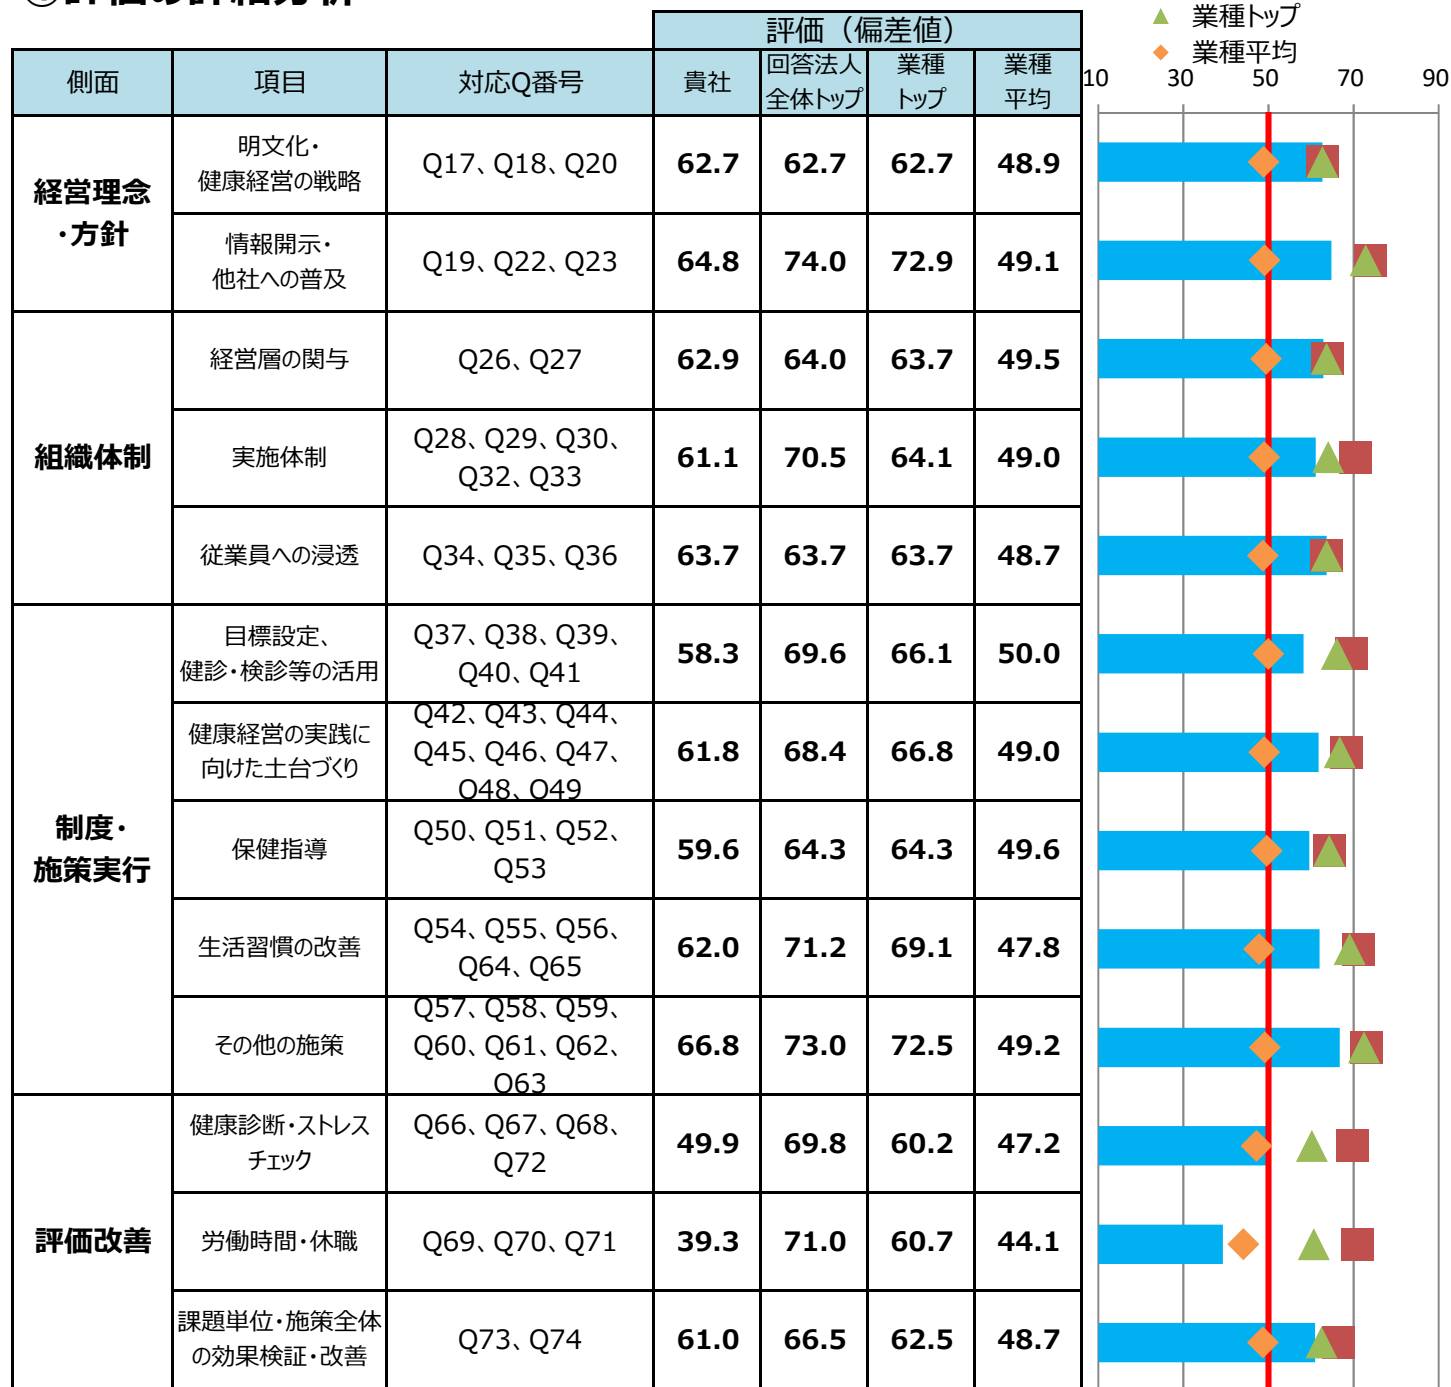 評価の詳細分析
▲ 業種トップ
◆ 業種平均
評価（偏差値）
側面 項目 対応Q番号 貴社 回答法人全体トップ 業種トップ 業種平均
10 30 50 70 90
経営理念・方針
明文化・
健康経営の戦略
Q17、Q18、Q20
62.7 62.7 62.7 48.9
情報開示・
他社への普及
Q19、Q22、Q23
64.8 74.0 72.9 49.1
組織体制
経営層の関与
Q26、Q27
62.9 64.0 63.7 49.5
実施体制
Q28、Q29、Q30、
Q32、Q33
61.1 70.5 64.1 49.0
従業員への浸透
Q34、Q35、Q36
63.7 63.7 63.7 48.7
制度・
施策実行
目標設定、
健診・検診等の活用
Q37、Q38、Q39、
Q40、Q41
58.3 69.6 66.1 50.0
健康経営の実践に
向けた土台づくり
Q42、Q43、Q44、
Q45、Q46、Q47、
Q48、Q49
61.8 68.4 66.8 49.0
保健指導
Q50、Q51、Q52、
Q53
59.6 64.3 64.3 49.6
生活習慣の改善
Q54、Q55、Q56、
Q64、Q65
62.0 71.2 69.1 47.8
その他の施策
Q57、Q58、Q59、
Q60、Q61、Q62、
Q63
66.8 73.0 72.5 49.2
評価改善
健康診断・ストレス
チェック
Q66、Q67、Q68、
Q72
49.9 69.8 60.2 47.2
労働時間・休職
Q69、Q70、Q71
39.3 71.0 60.7 44.1
課題単位・施策全体
の効果検証・改善
Q73、Q74
61.0 66.5 62.5 48.7